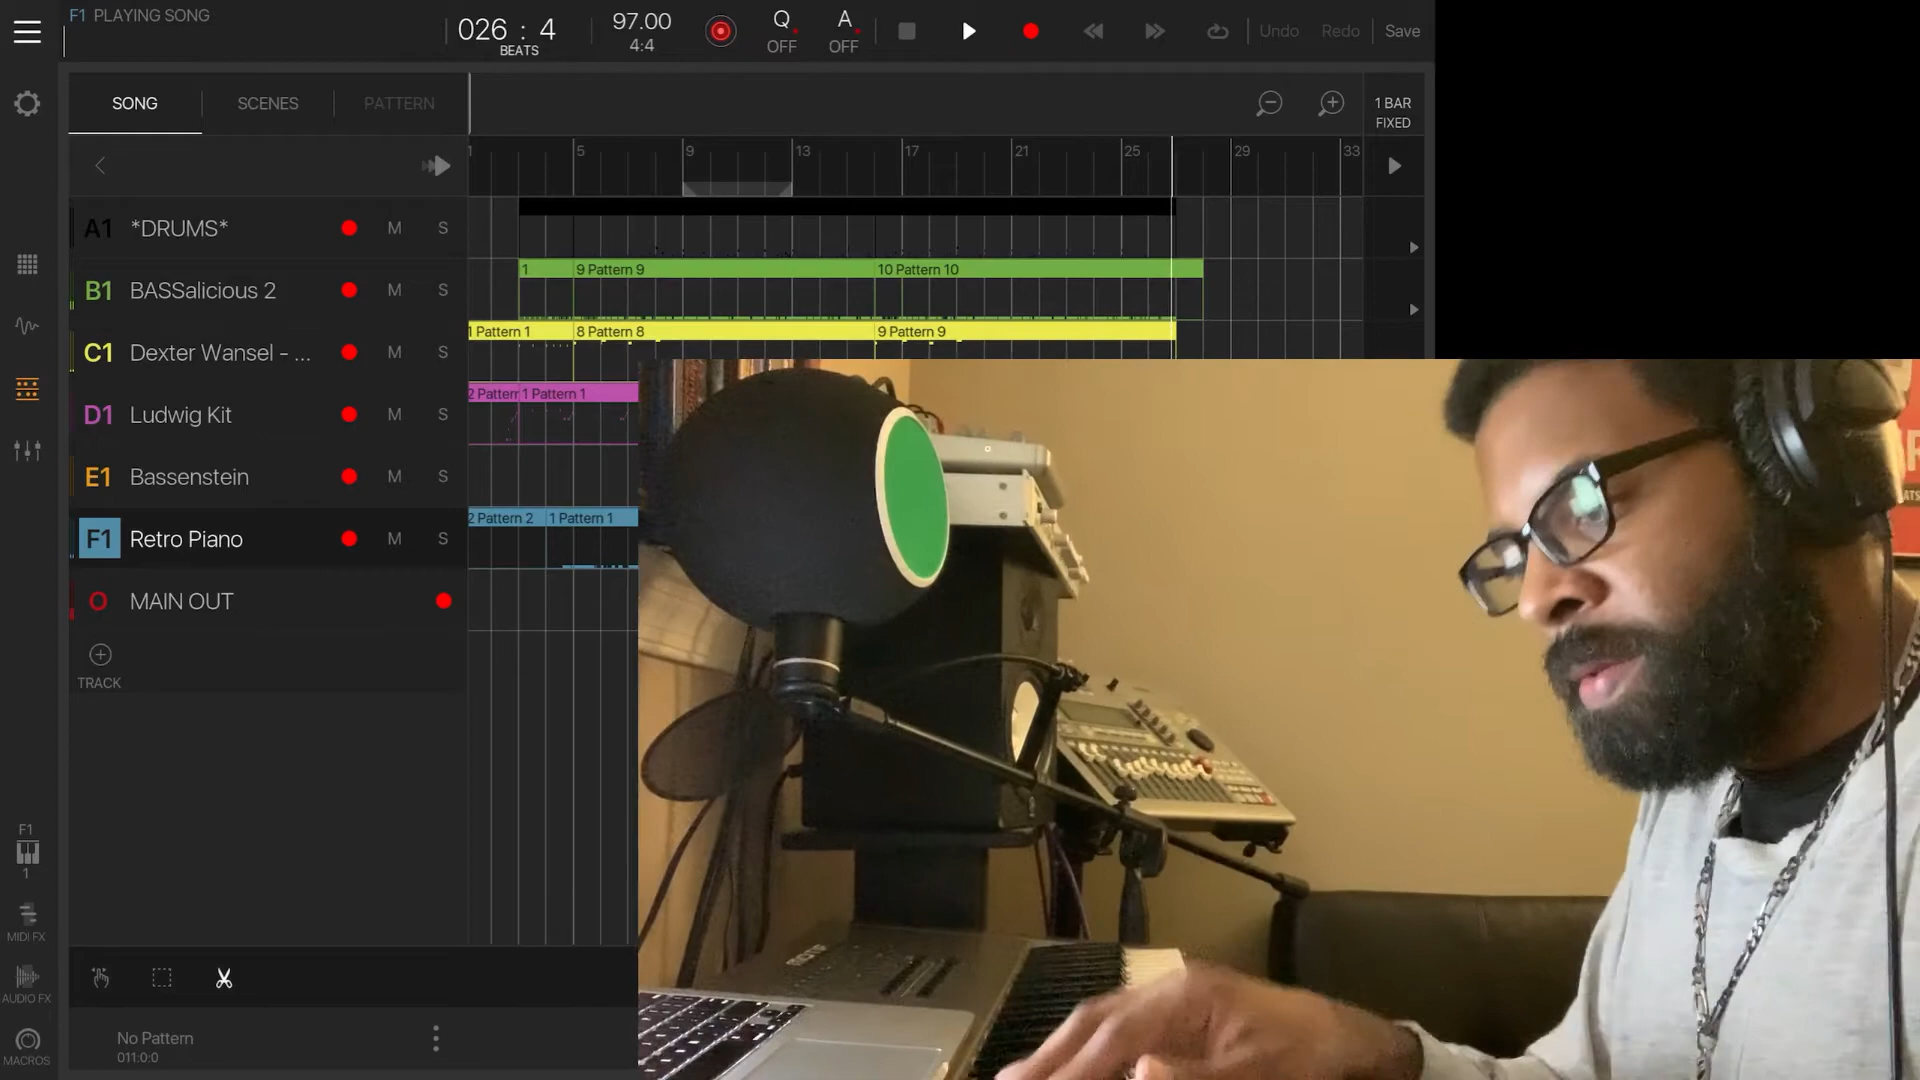 F1 PLAYING SONG
026 : 4
BEATS
97.00
4:4
Q
OFF
A
OFF
Undo
Redo
Save
SONG
SCENES
PATTERN
1 BAR
FIXED
1
5
9
13
17
21
25
29
33
A1 *DRUMS* M S
B1 BASSalicious 2 M S
1
9 Pattern 9
10 Pattern 10
C1 Dexter Wansel - ... M S
1 Pattern 1
8 Pattern 8
9 Pattern 9
D1 Ludwig Kit M S
2 Pattern
1 Pattern 1
E1 Bassenstein M S
F1 Retro Piano M S
2 Pattern 2
1 Pattern 1
O MAIN OUT
TRACK
F1
1
MIDI FX
AUDIO FX
MACROS
No Pattern
011:0:0